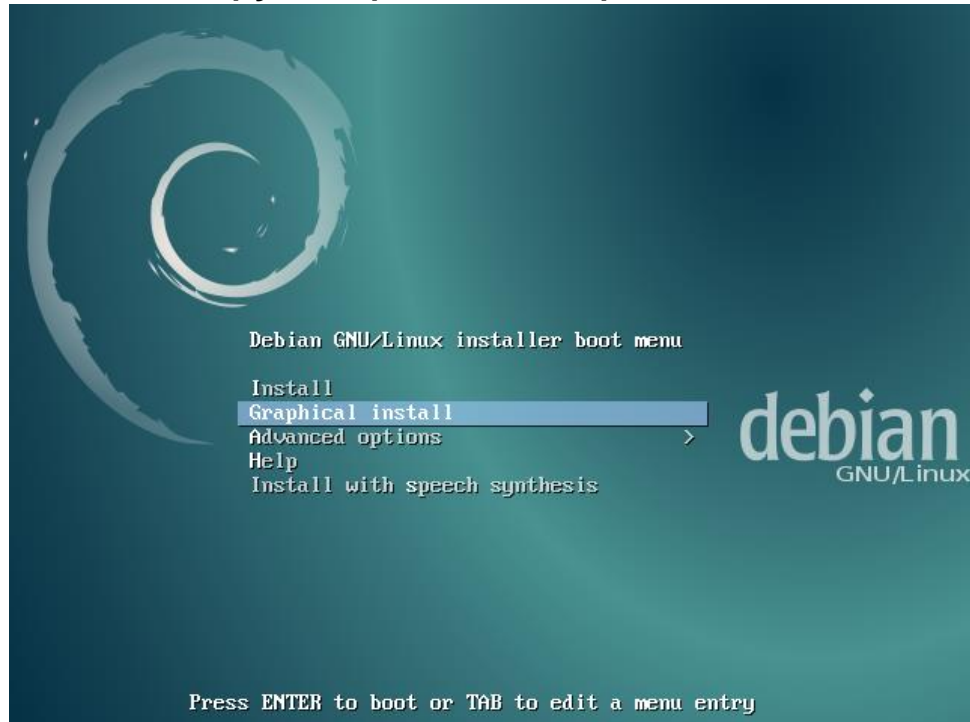 Debian GNU/Linux installer boot menu
Install
Graphical install
Advanced options >
Help
Install with speech synthesis
debian
GNU/Linux
Press ENTER to boot or TAB to edit a menu entry